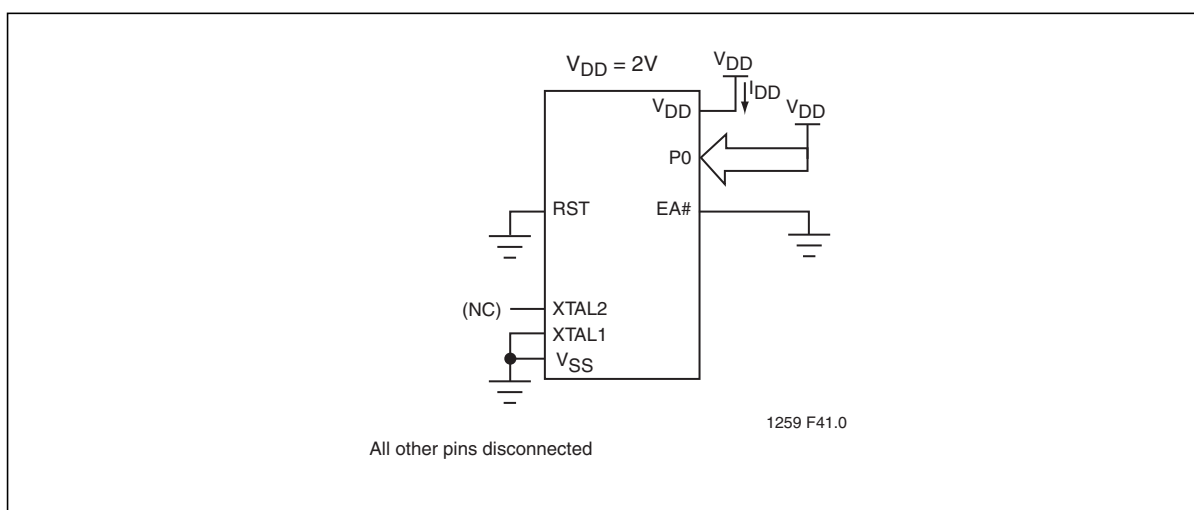 VDD = 2V
VDD
IDD
VDD
VDD
P0
RST
EA#
(NC)
XTAL2
XTAL1
VSS
1259 F41.0
All other pins disconnected